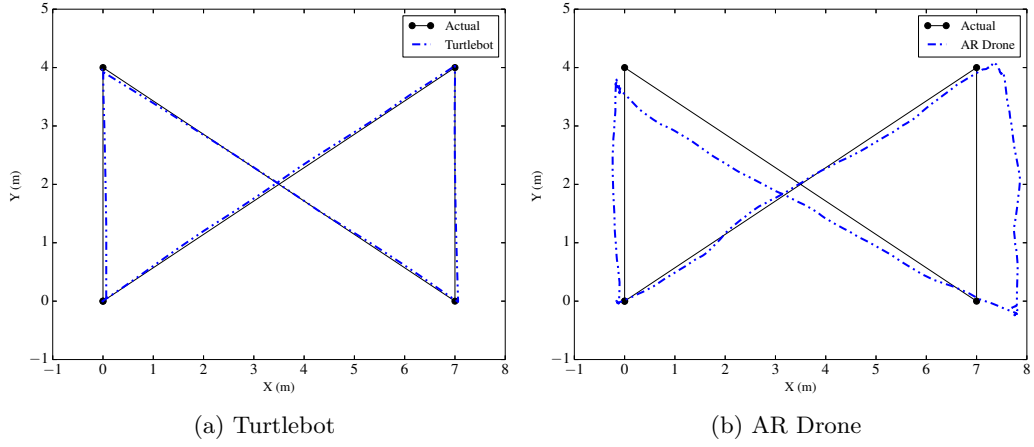 Actual
Turtlebot
5
4
3
2
1
0
−1
Y (m)
−1 0 1 2 3 4 5 6 7 8
X (m)
(a) Turtlebot
Actual
AR Drone
5
4
3
2
1
0
−1
Y (m)
−1 0 1 2 3 4 5 6 7 8
X (m)
(b) AR Drone